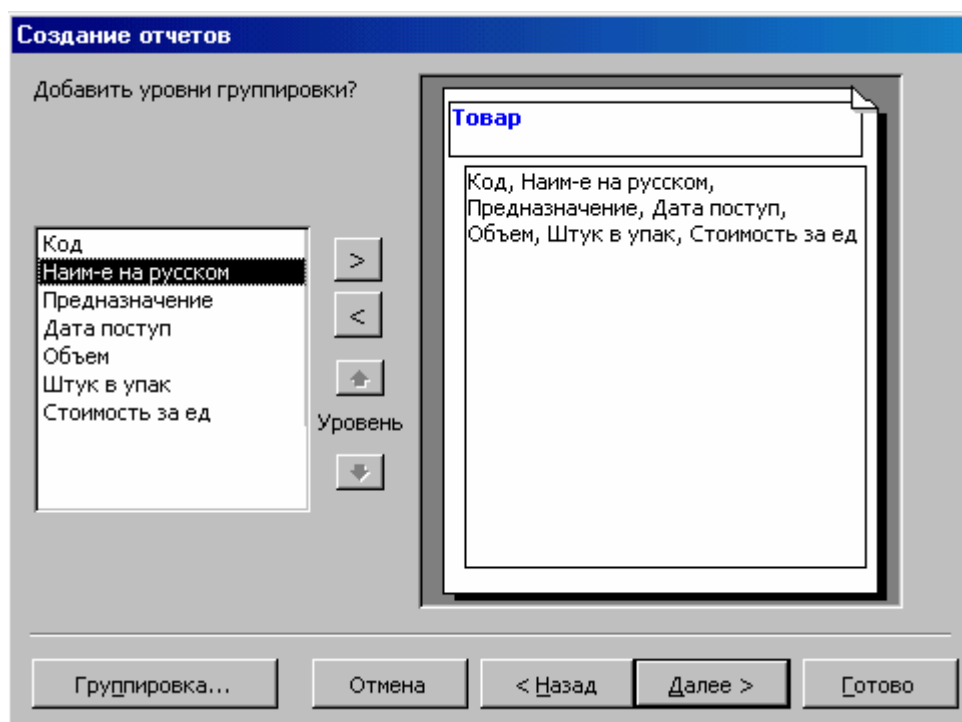 Создание отчетов
Добавить уровни группировки?
Товар
Код, Наим-е на русском,
Предназначение, Дата поступ,
Объем, Штук в упак, Стоимость за ед
Код
Наим-е на русском
Предназначение
Дата поступ
Объем
Штук в упак
Стоимость за ед
>
<
Уровень
Группировка...
Отмена
< Назад
Далее >
Готово